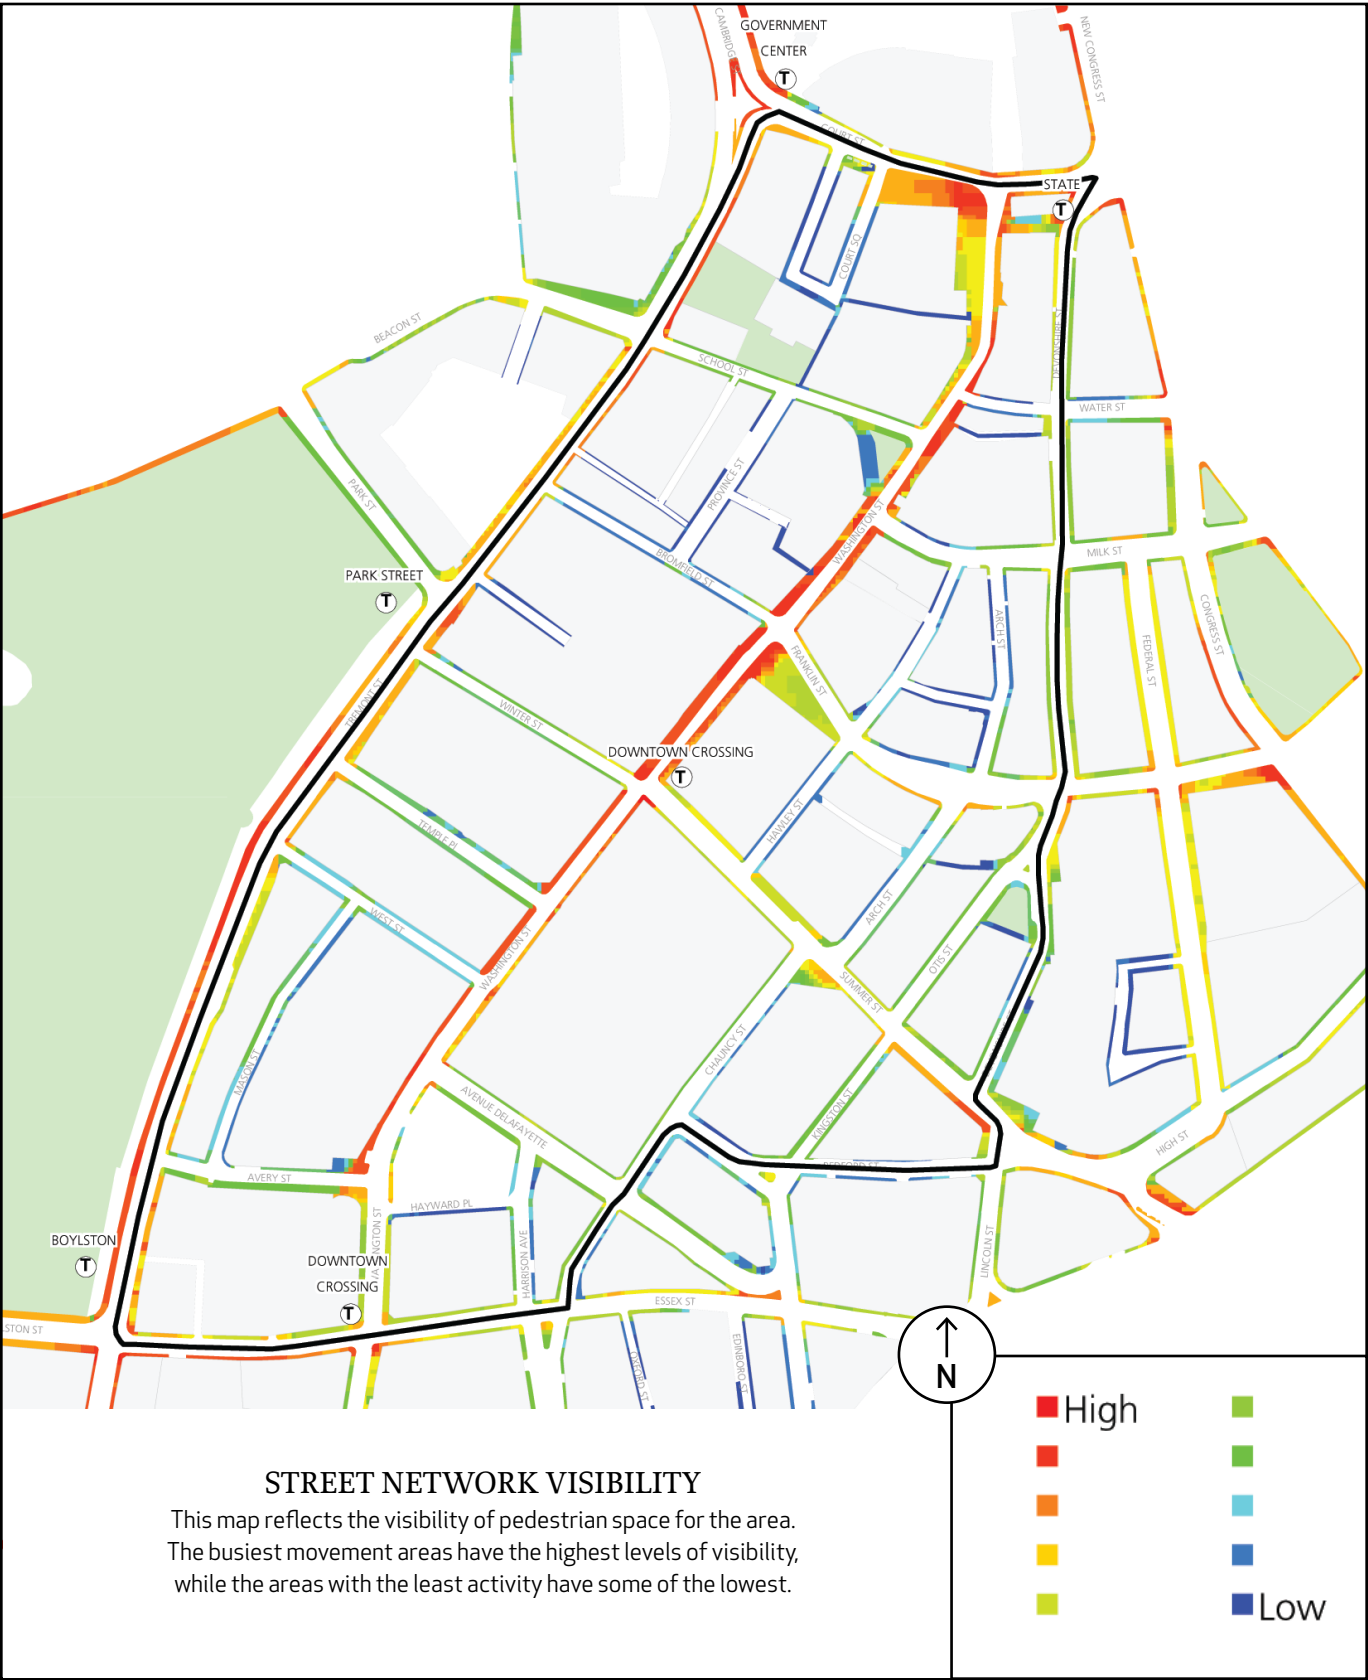 CAMBRIDGE
GOVERNMENT
CENTER
T
NEW CONGRESS ST
COURT ST
STATE
T
COURT SQ
BEACON ST
SCHOOL ST
DEVONSHIRE ST
WATER ST
PARK ST
PROVINCE ST
WASHINGTON ST
MILK ST
BROMFIELD ST
PARK STREET
T
ARCH ST
CONGRESS ST
FEDERAL ST
FRANKLIN ST
TREMONT ST
WINTER ST
DOWNTOWN CROSSING
T
HAWLEY ST
TEMPLE PL
ARCH ST
WEST ST
WASHINGTON ST
OTIS ST
SUMMER ST
CHAUNCY ST
MASON ST
KINGSTON ST
AVENUE DELAFAYETTE
HIGH ST
BEDFORD ST
AVERY ST
HAYWARD PL
BOYLSTON
T
HARRISON AVE
LINCOLN ST
DOWNTOWN
CROSSING
T
ESSEX ST
OXFORD ST
EDINBORO ST
N
High
Low
STREET NETWORK VISIBILITY
This map reflects the visibility of pedestrian space for the area.
The busiest movement areas have the highest levels of visibility,
while the areas with the least activity have some of the lowest.